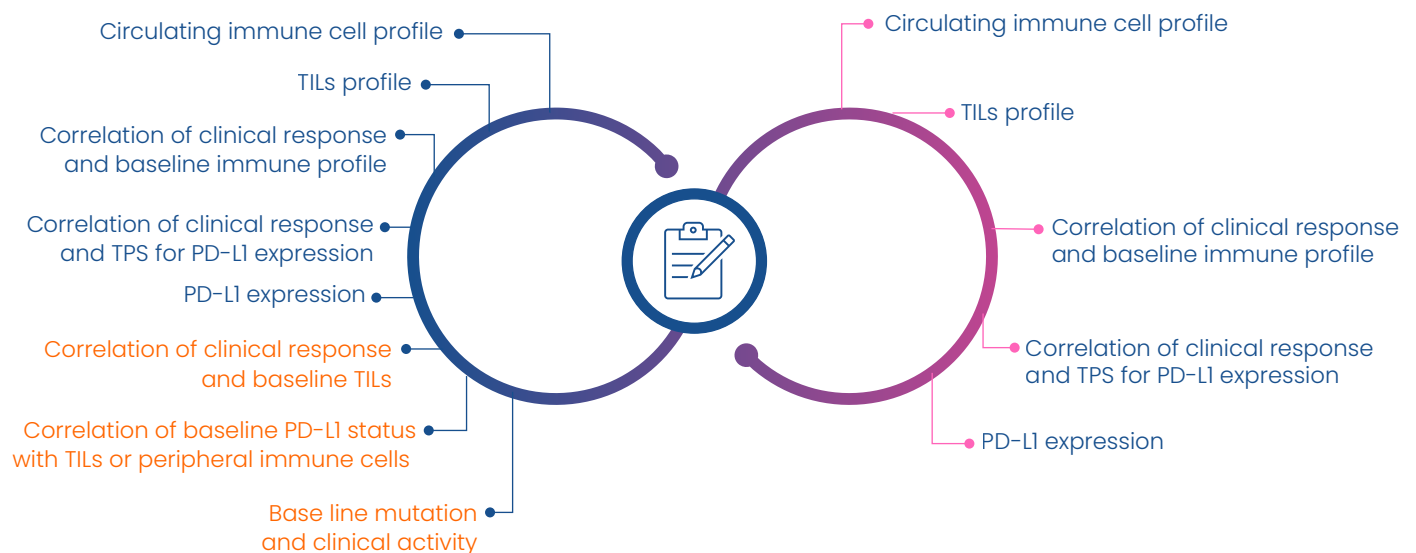 Circulating immune cell profile
TILs profile
Correlation of clinical response
and baseline immune profile
Correlation of clinical response
and TPS for PD-L1 expression
PD-L1 expression
Correlation of clinical response
and baseline TILs
Correlation of baseline PD-L1 status
with TILs or peripheral immune cells
Base line mutation
and clinical activity
Circulating immune cell profile
TILs profile
Correlation of clinical response
and baseline immune profile
Correlation of clinical response
and TPS for PD-L1 expression
PD-L1 expression